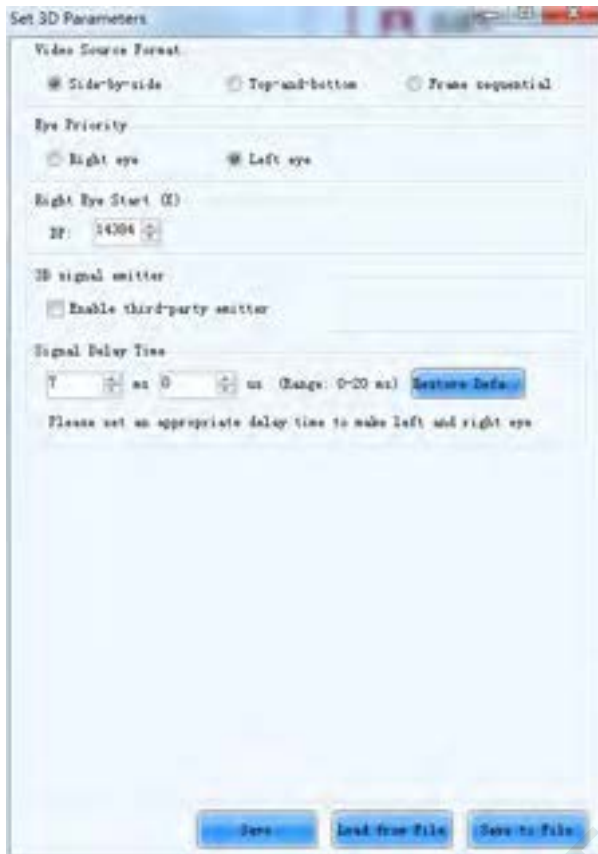 Set 3D Parameters
Video Source Format
Side-by-side Top-and-bottom Frame sequential
Eye Priority
Right eye Left eye
Right Eye Start (X)
14384
3D signal emitter
Enable third-party emitter
Signal Delay Time
7 ms 0 us (Range: 0-20 ms) Restore Defa...
Please set an appropriate delay time to make left and right eye
Save Load from File Save to File